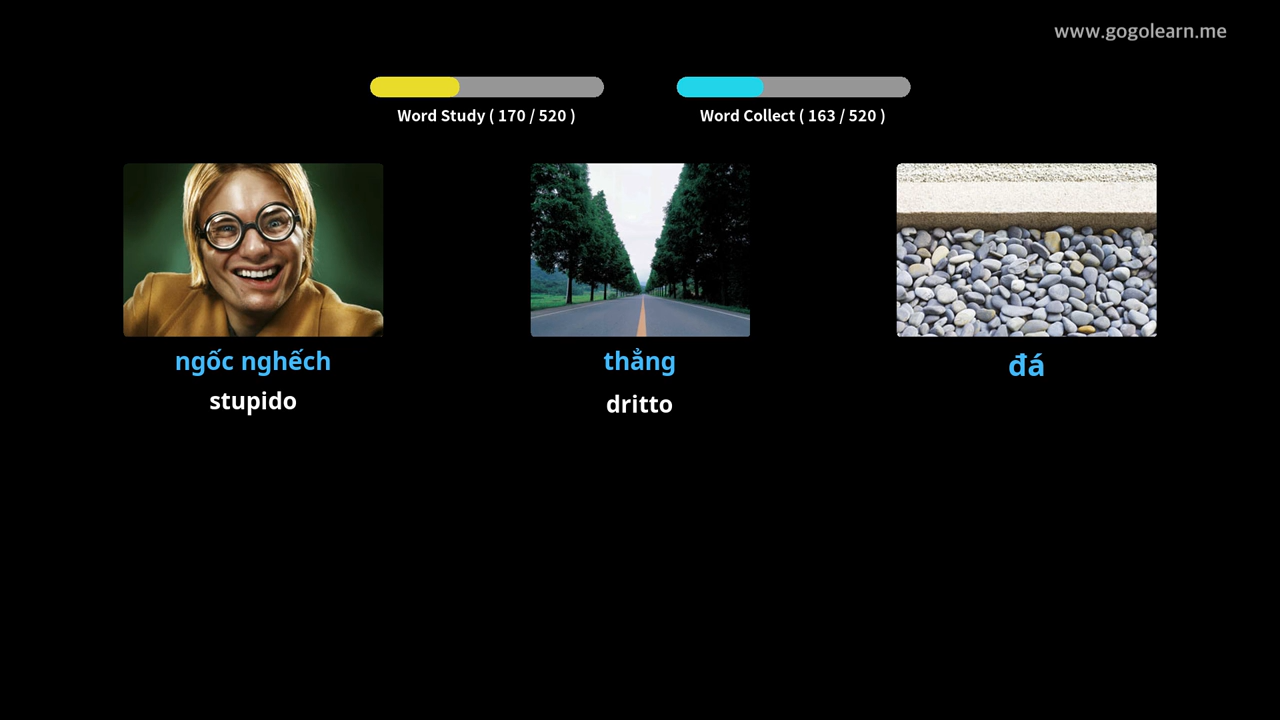 www.gogolearn.me
Word Study ( 170 / 520 )
Word Collect ( 163 / 520 )
ngốc nghếch
thẳng
đá
stupido
dritto